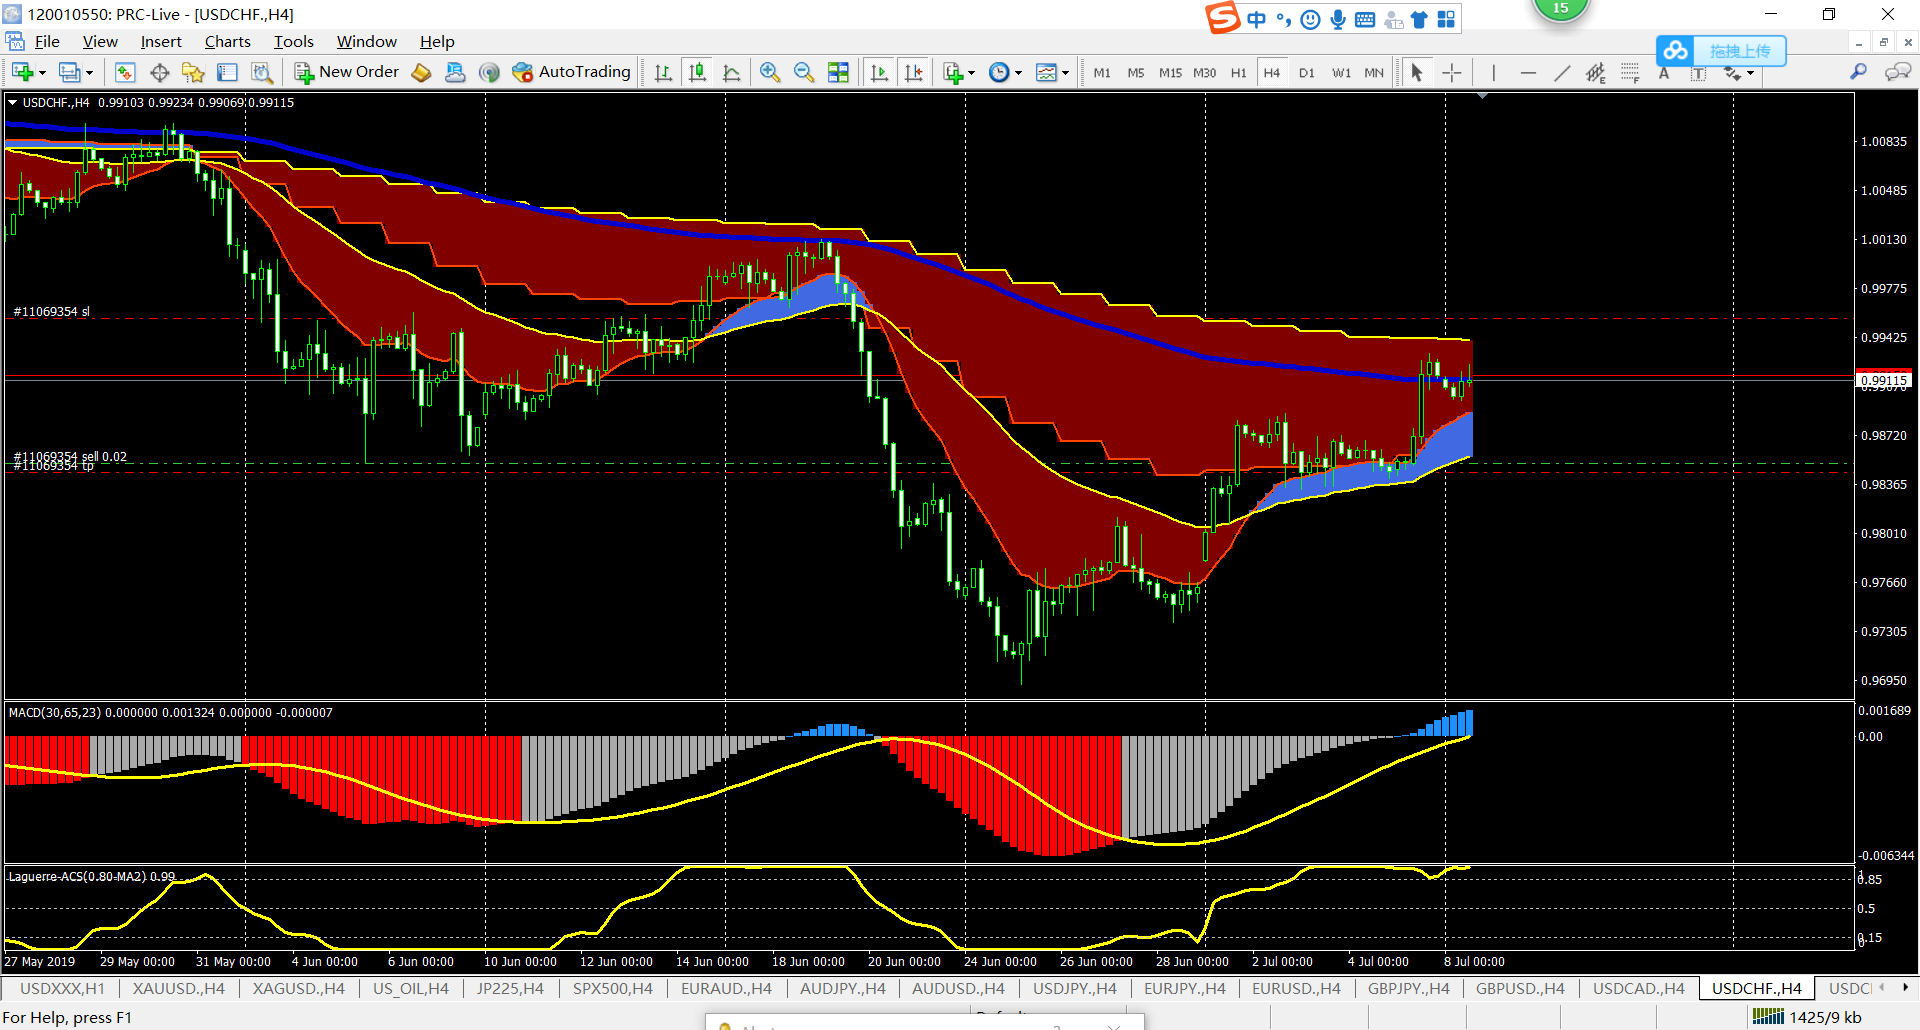 120010550: PRC-Live - [USDCHF.,H4]
中
15
File View Insert Charts Tools Window Help
拖拽上传
New Order AutoTrading M1 M5 M15 M30 H1 H4 D1 W1 MN
USDCHF.,H4 0.99103 0.99234 0.99069 0.99115
1.00835
1.00485
1.00130
0.99775
#11069354 sl
0.99425
0.99115
0.98720
#11069354 sell 0.02
#11069354 tp
0.98365
0.98010
0.97660
0.97305
0.96950
MACD(30,65,23) 0.000000 0.001324 0.000000 -0.000007
0.001689
0.00
-0.006344
Laguerre-ACS(0.80-MA2) 0.99
0.85
0.5
0.15
27 May 2019 29 May 00:00 31 May 00:00 4 Jun 00:00 6 Jun 00:00 10 Jun 00:00 12 Jun 00:00 14 Jun 00:00 18 Jun 00:00 20 Jun 00:00 24 Jun 00:00 26 Jun 00:00 28 Jun 00:00 2 Jul 00:00 4 Jul 00:00 8 Jul 00:00
USDXXX,H1 XAUUSD.,H4 XAGUSD.,H4 US_OIL,H4 JP225,H4 SPX500,H4 EURAUD.,H4 AUDJPY.,H4 AUDUSD.,H4 USDJPY.,H4 EURJPY.,H4 EURUSD.,H4 GBPJPY.,H4 GBPUSD.,H4 USDCAD.,H4 USDCHF.,H4
For Help, press F1
1425/9 kb